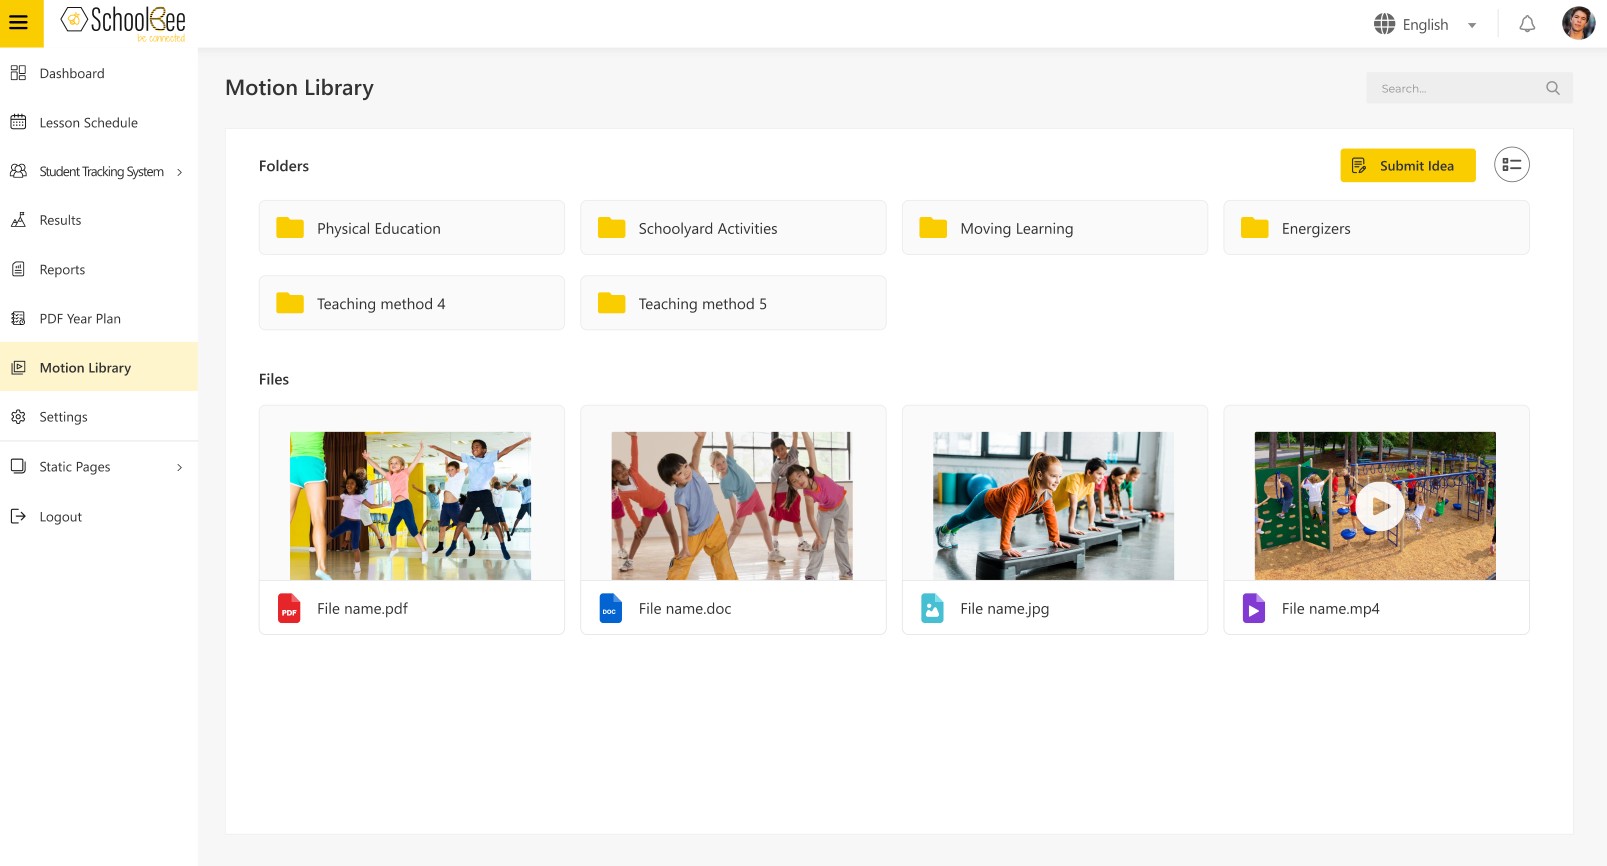 SchoolBee
be connected
English
Dashboard
Lesson Schedule
Student Tracking System
Results
Reports
PDF Year Plan
Motion Library
Settings
Static Pages
Logout
Motion Library
Search...
Folders
Submit Idea
Physical Education
Schoolyard Activities
Moving Learning
Energizers
Teaching method 4
Teaching method 5
Files
PDF
File name.pdf
DOC
File name.doc
File name.jpg
File name.mp4